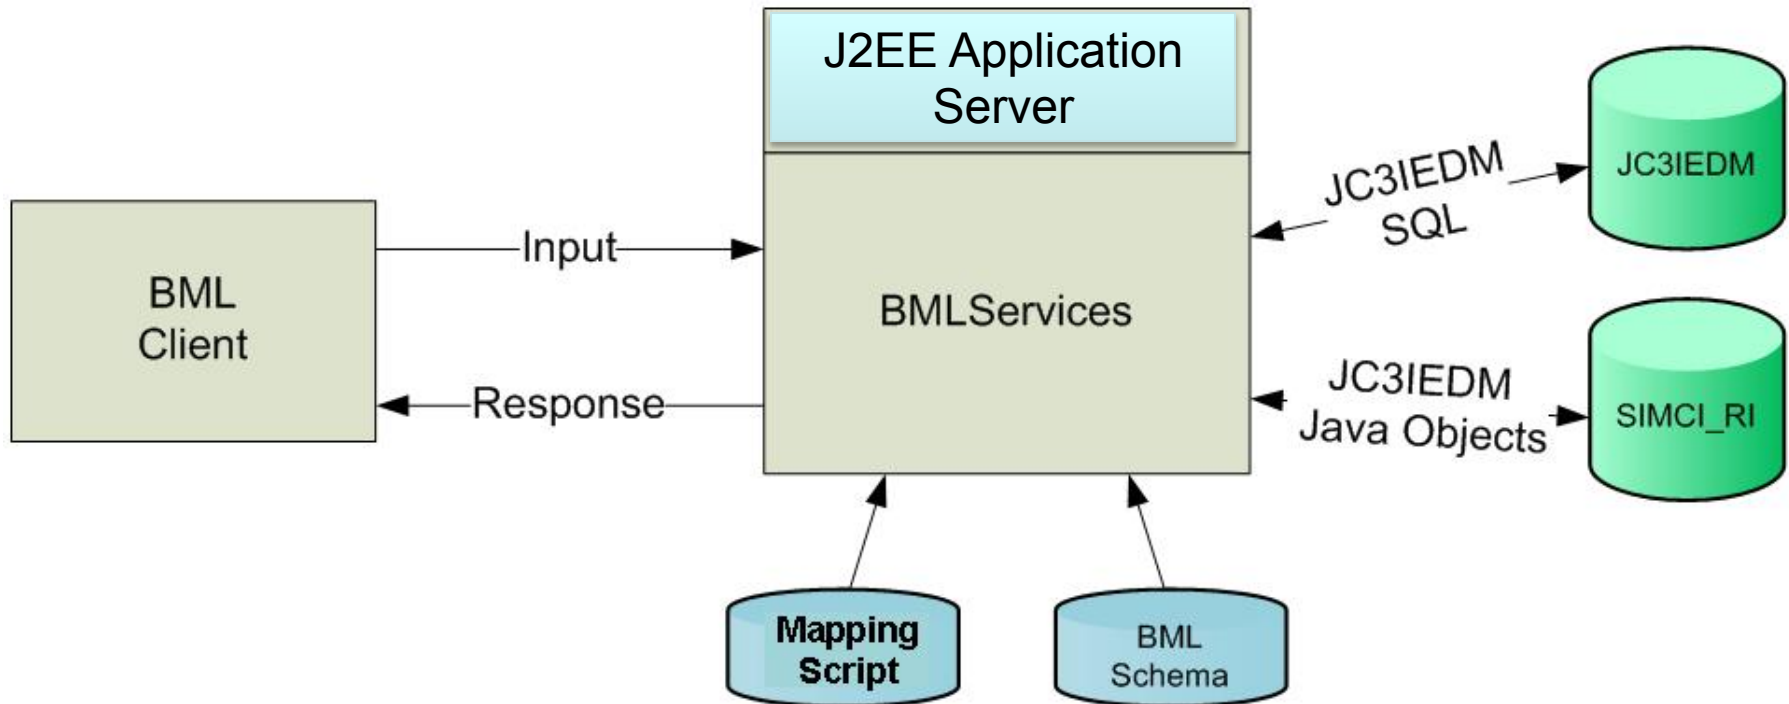 J2EE Application
Server
BML
Client
Input
Response
BMLServices
JC3IEDM
SQL
JC3IEDM
JC3IEDM
Java Objects
SIMCI_RI
Mapping
Script
BML
Schema